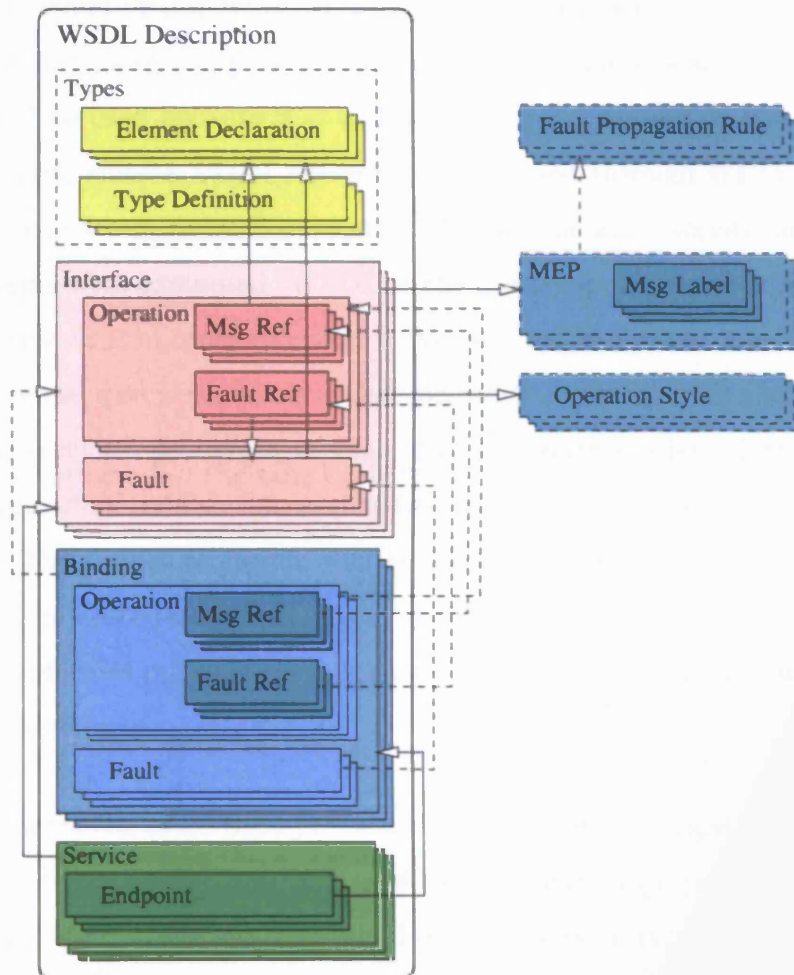 WSDL Description
Types
Element Declaration
Type Definition
Interface
Operation
Msg Ref
Fault Ref
Fault
Binding
Operation
Msg Ref
Fault Ref
Fault
Service
Endpoint
Fault Propagation Rule
MEP
Msg Label
Operation Style